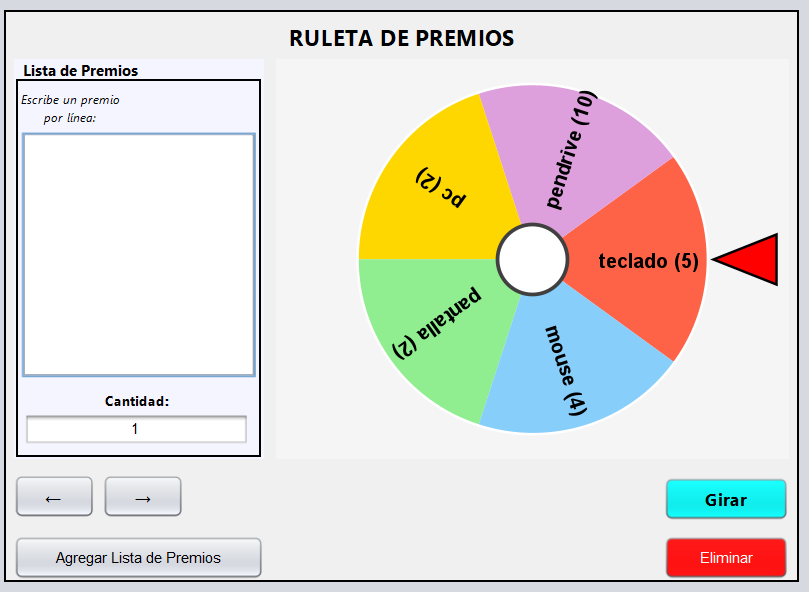 RULETA DE PREMIOS
Lista de Premios
Escribe un premio
por línea:
Cantidad:
1
pc (2)
pendrive (10)
teclado (5)
pantalla (2)
mouse (4)
← →
Girar
Agregar Lista de Premios
Eliminar